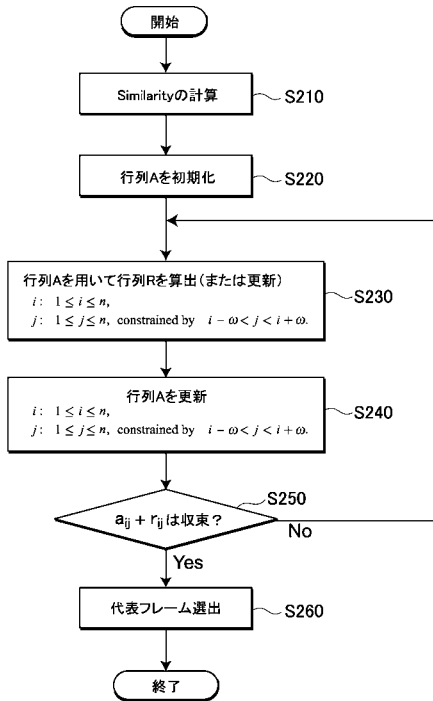 開始
Similarityの計算
S210
行列Aを初期化
S220
行列Aを用いて行列Rを算出(または更新)
i: 1 ≤ i ≤ n,
j: 1 ≤ j ≤ n, constrained by i − ω < j < i + ω.
S230
行列Aを更新
i: 1 ≤ i ≤ n,
j: 1 ≤ j ≤ n, constrained by i − ω < j < i + ω.
S240
S250
aij + rij は収束?
No
Yes
代表フレーム選出
S260
終了